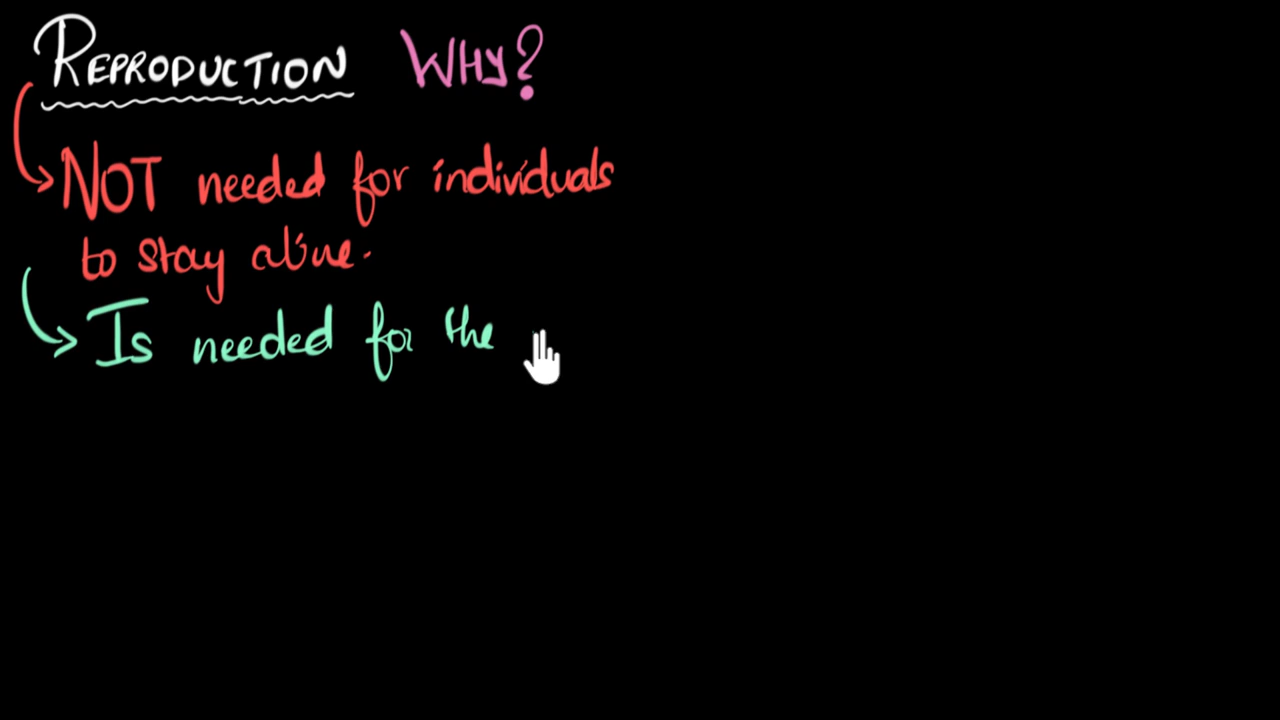 REPRODUCTION WHY?
NOT needed for individuals
to stay alive.
Is needed for the